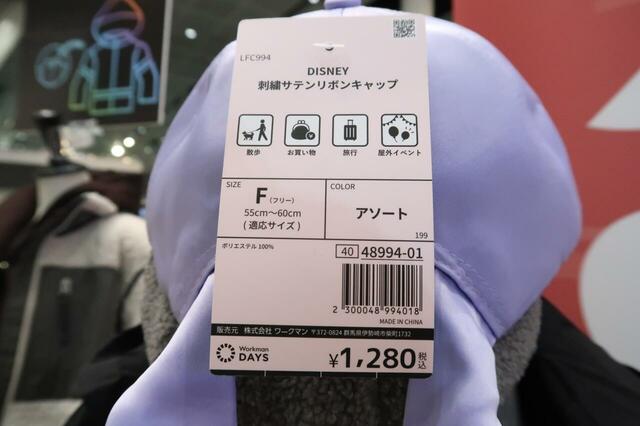 LFC994
DISNEY
刺繍サテンリボンキャップ
散歩 お買い物 旅行 屋外イベント
SIZE
F (フリー)
55cm〜60cm
(適応サイズ)
COLOR
アソート
199
ポリエステル 100%
40 48994-01
2 300048 994018
MADE IN CHINA
販売元 株式会社 ワークマン 〒372-0824 群馬県伊勢崎市柴町1732
Workman
DAYS
¥1,280 税込